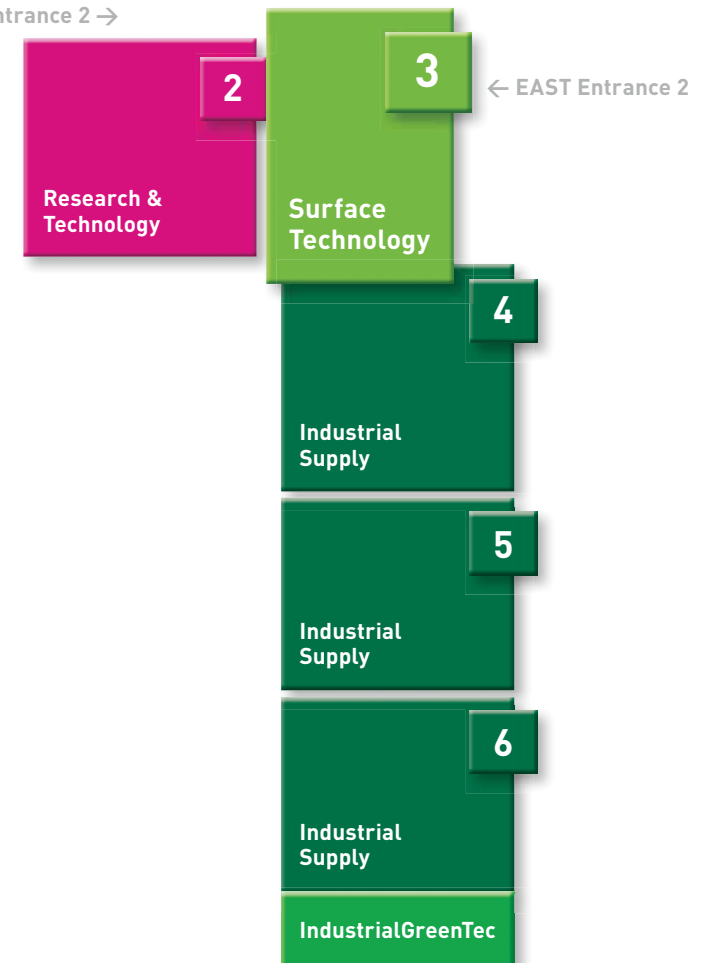 Entrance 2 →
2
3
← EAST Entrance 2
Research &
Technology
Surface
Technology
4
Industrial
Supply
5
Industrial
Supply
6
Industrial
Supply
IndustrialGreenTec